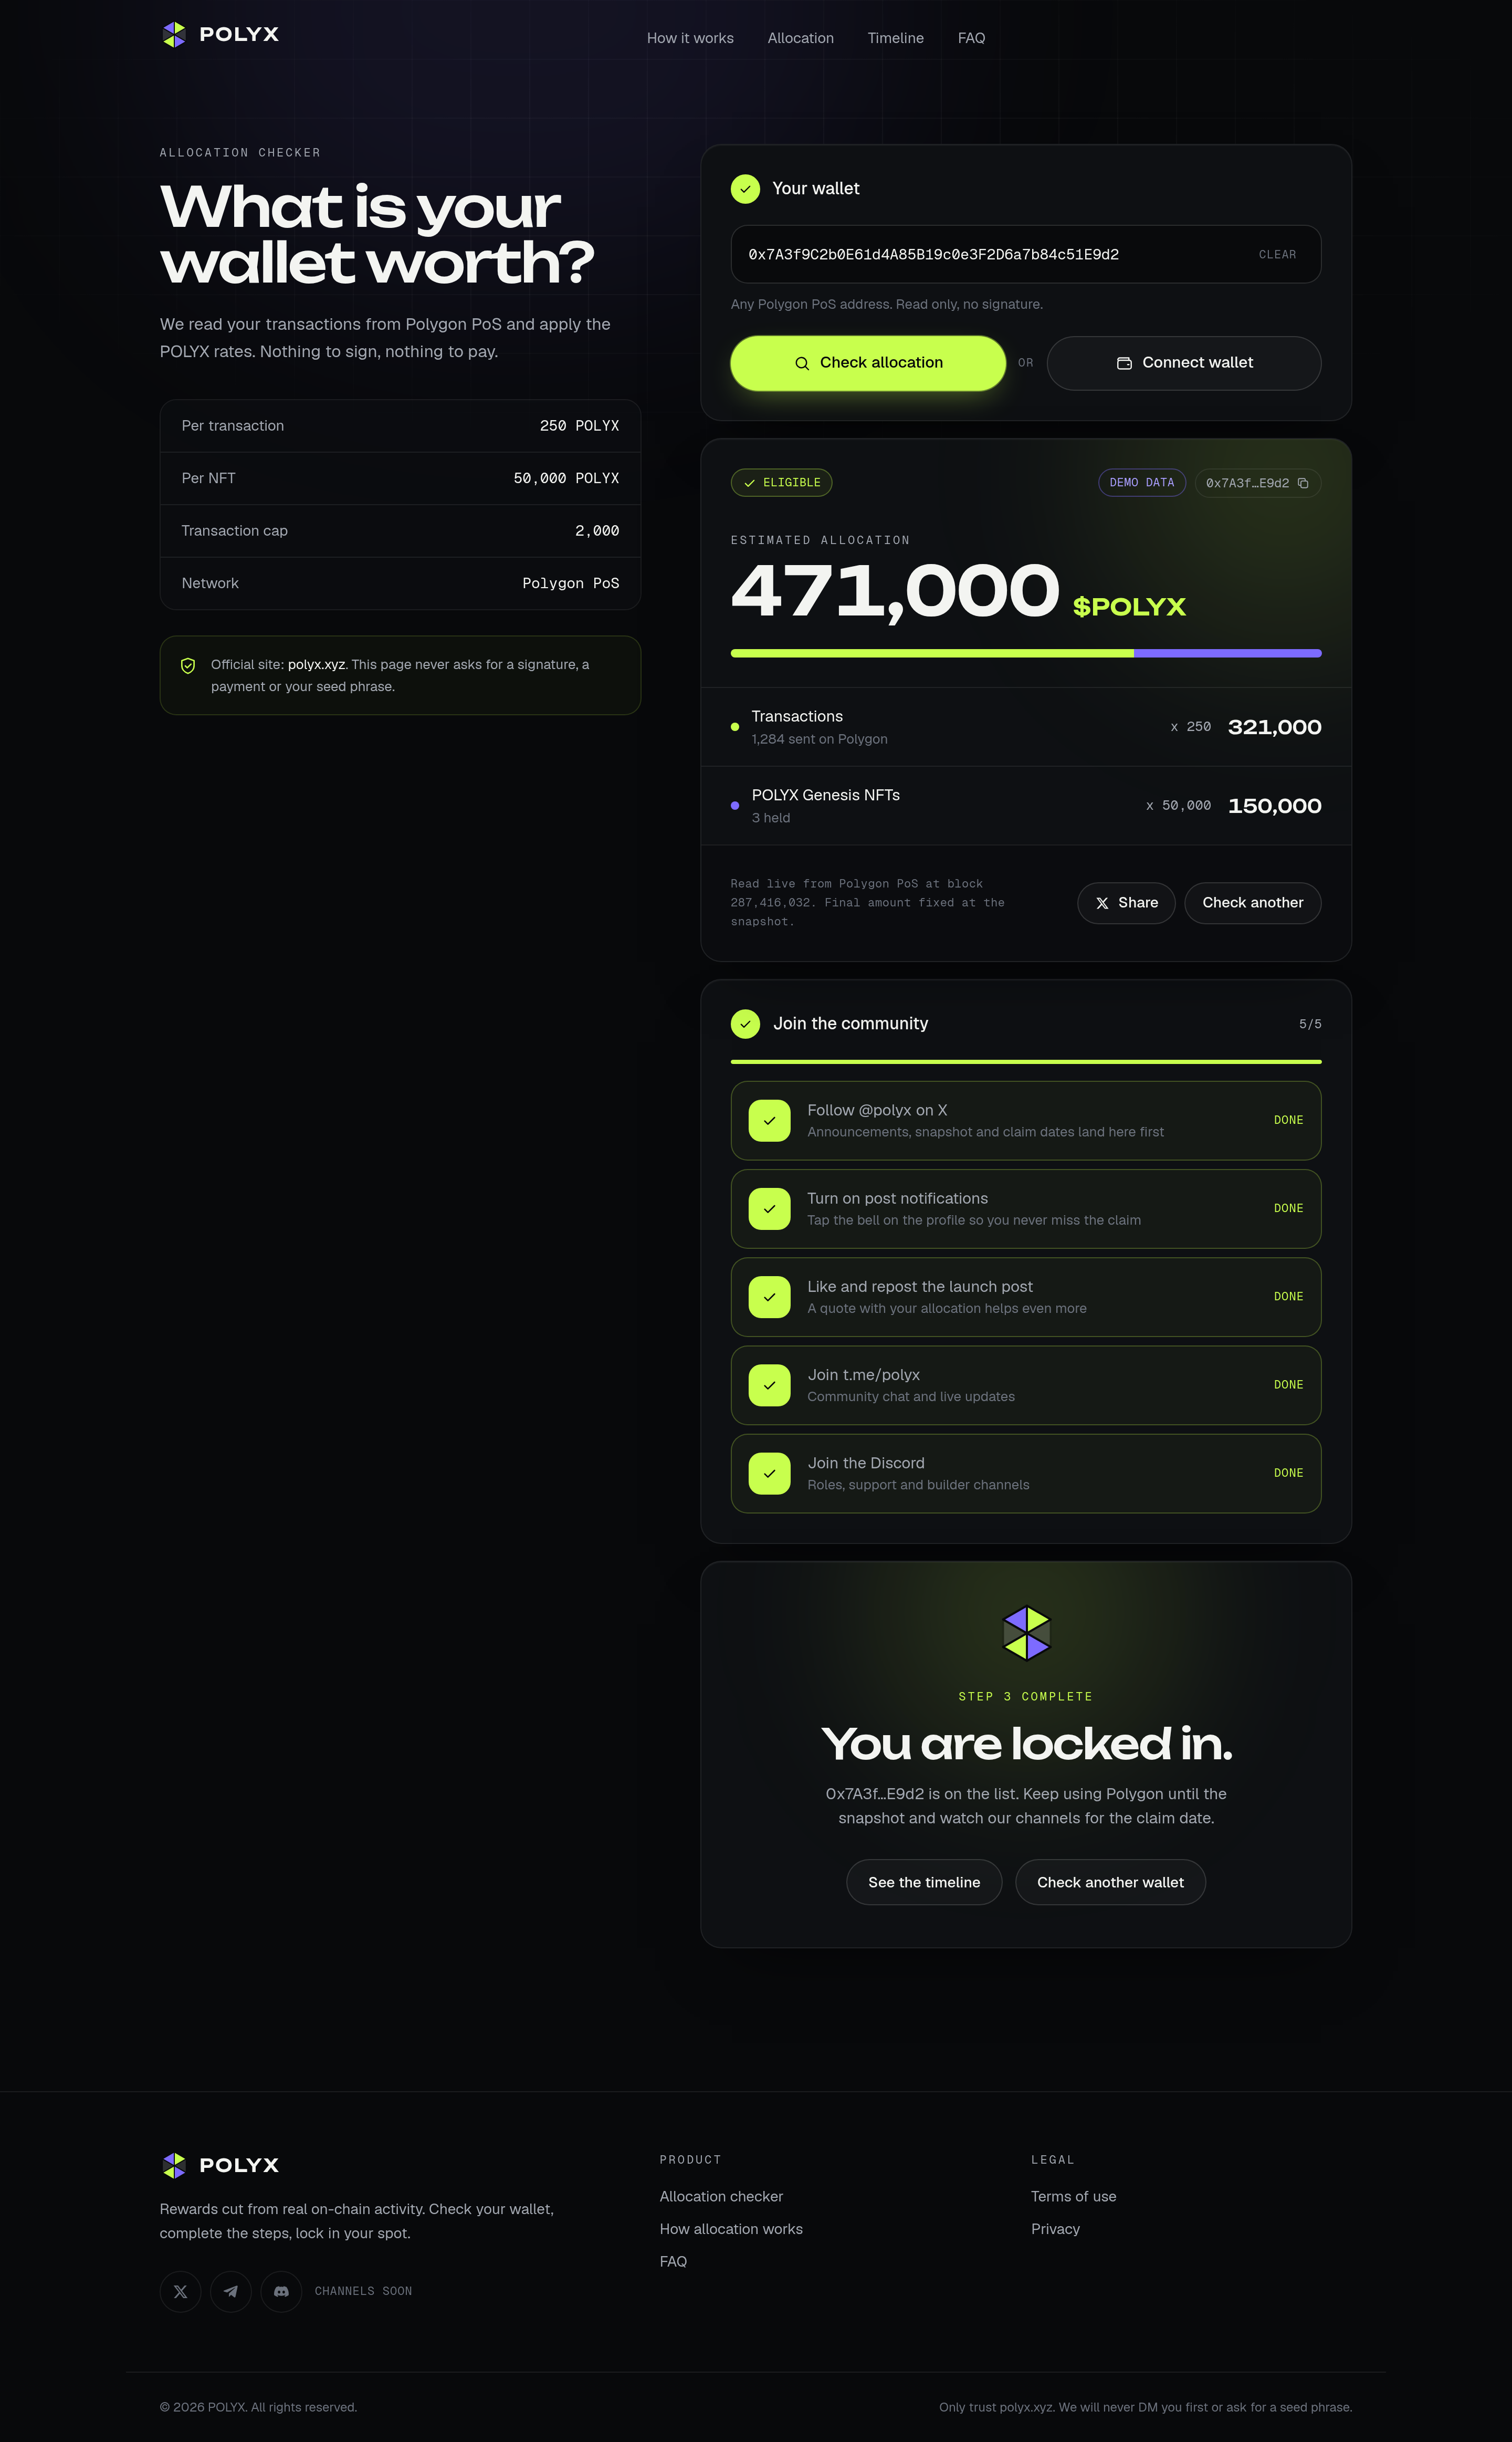 POLYX
How it works
Allocation
Timeline
FAQ
ALLOCATION CHECKER
What is your
wallet worth?
We read your transactions from Polygon PoS and apply the
POLYX rates. Nothing to sign, nothing to pay.
Per transaction 250 POLYX
Per NFT 50,000 POLYX
Transaction cap 2,000
Network Polygon PoS
Official site: polyx.xyz. This page never asks for a signature, a
payment or your seed phrase.
Your wallet
0x7A3f9C2b0E61d4A85B19c0e3F2D6a7b84c51E9d2 CLEAR
Any Polygon PoS address. Read only, no signature.
Check allocation OR Connect wallet
ELIGIBLE DEMO DATA 0x7A3f…E9d2
ESTIMATED ALLOCATION
471,000 $POLYX
Transactions
1,284 sent on Polygon
x 250 321,000
POLYX Genesis NFTs
3 held
x 50,000 150,000
Read live from Polygon PoS at block
287,416,032. Final amount fixed at the
snapshot.
Share Check another
Join the community 5/5
Follow @polyx on X
Announcements, snapshot and claim dates land here first
DONE
Turn on post notifications
Tap the bell on the profile so you never miss the claim
DONE
Like and repost the launch post
A quote with your allocation helps even more
DONE
Join t.me/polyx
Community chat and live updates
DONE
Join the Discord
Roles, support and builder channels
DONE
STEP 3 COMPLETE
You are locked in.
0x7A3f…E9d2 is on the list. Keep using Polygon until the
snapshot and watch our channels for the claim date.
See the timeline Check another wallet
POLYX
Rewards cut from real on-chain activity. Check your wallet,
complete the steps, lock in your spot.
CHANNELS SOON
PRODUCT
Allocation checker
How allocation works
FAQ
LEGAL
Terms of use
Privacy
© 2026 POLYX. All rights reserved.
Only trust polyx.xyz. We will never DM you first or ask for a seed phrase.